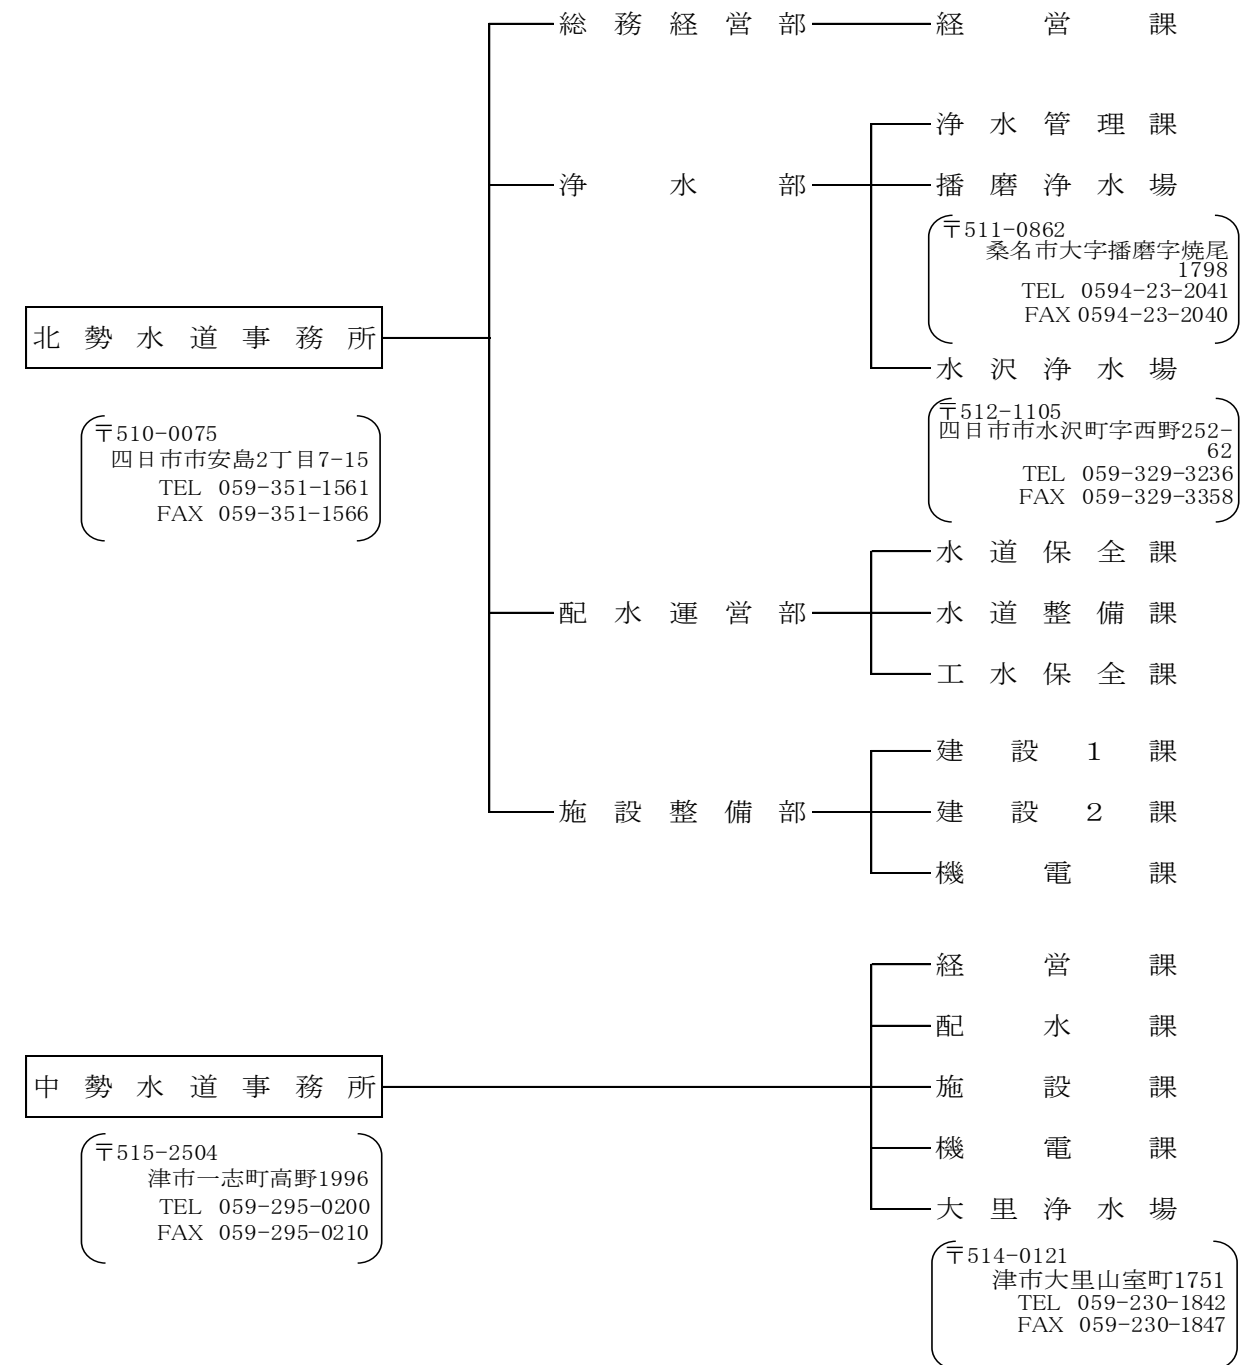 総務経営部 経営課
浄水管理課
浄水部 播磨浄水場
〒511-0862
桑名市大字播磨字焼尾
1798
TEL 0594-23-2041
FAX 0594-23-2040
北勢水道事務所
水沢浄水場
〒510-0075
四日市市安島2丁目7-15
TEL 059-351-1561
FAX 059-351-1566
〒512-1105
四日市市水沢町字西野252-
62
TEL 059-329-3236
FAX 059-329-3358
水道保全課
配水運営部 水道整備課
工水保全課
建設1課
施設整備部 建設2課
機電課
経営課
配水課
中勢水道事務所 施設課
〒515-2504
津市一志町高野1996
TEL 059-295-0200
FAX 059-295-0210
機電課
大里浄水場
〒514-0121
津市大里山室町1751
TEL 059-230-1842
FAX 059-230-1847